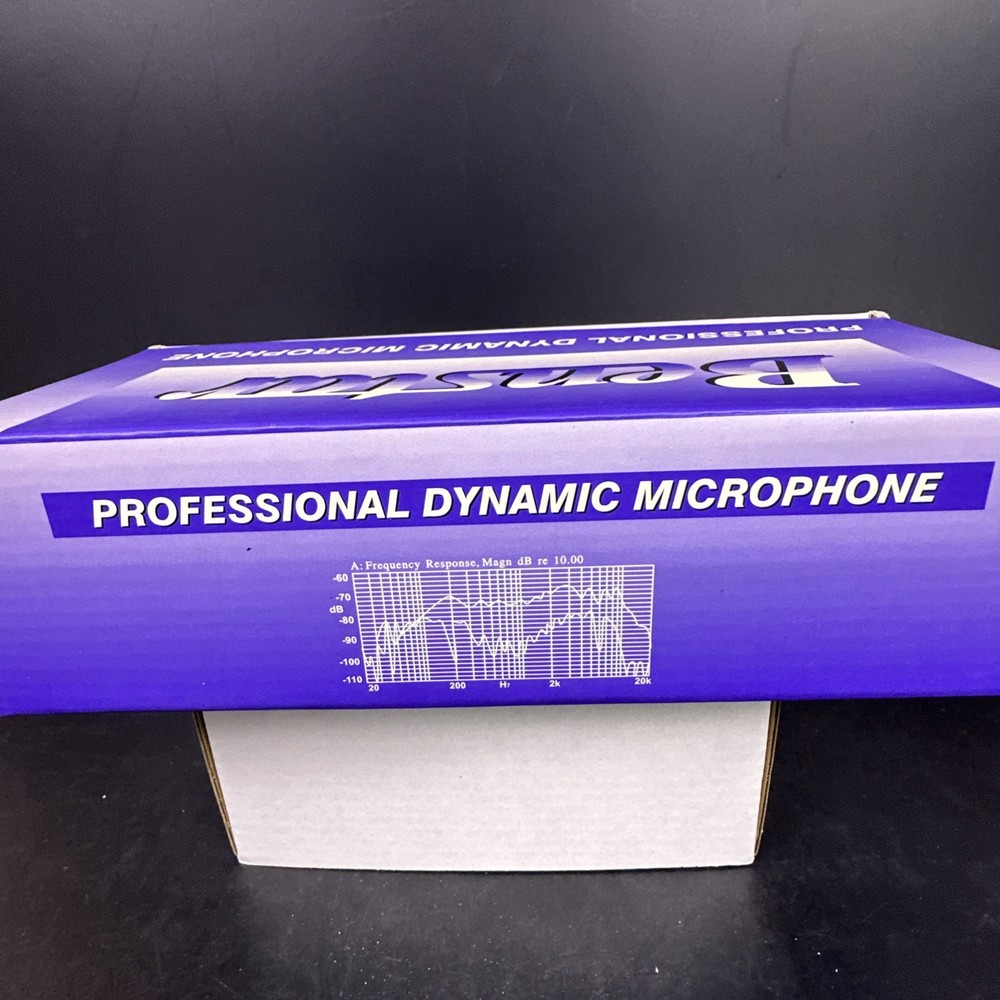 PROFESSIONAL DYNAMIC MICROPHONE
Benstar
PROFESSIONAL DYNAMIC MICROPHONE
A: Frequency Response, Magn dB re 10.00
-60
-70
dB
-80
-90
-100
-110
20 200 Hz 2k 20k